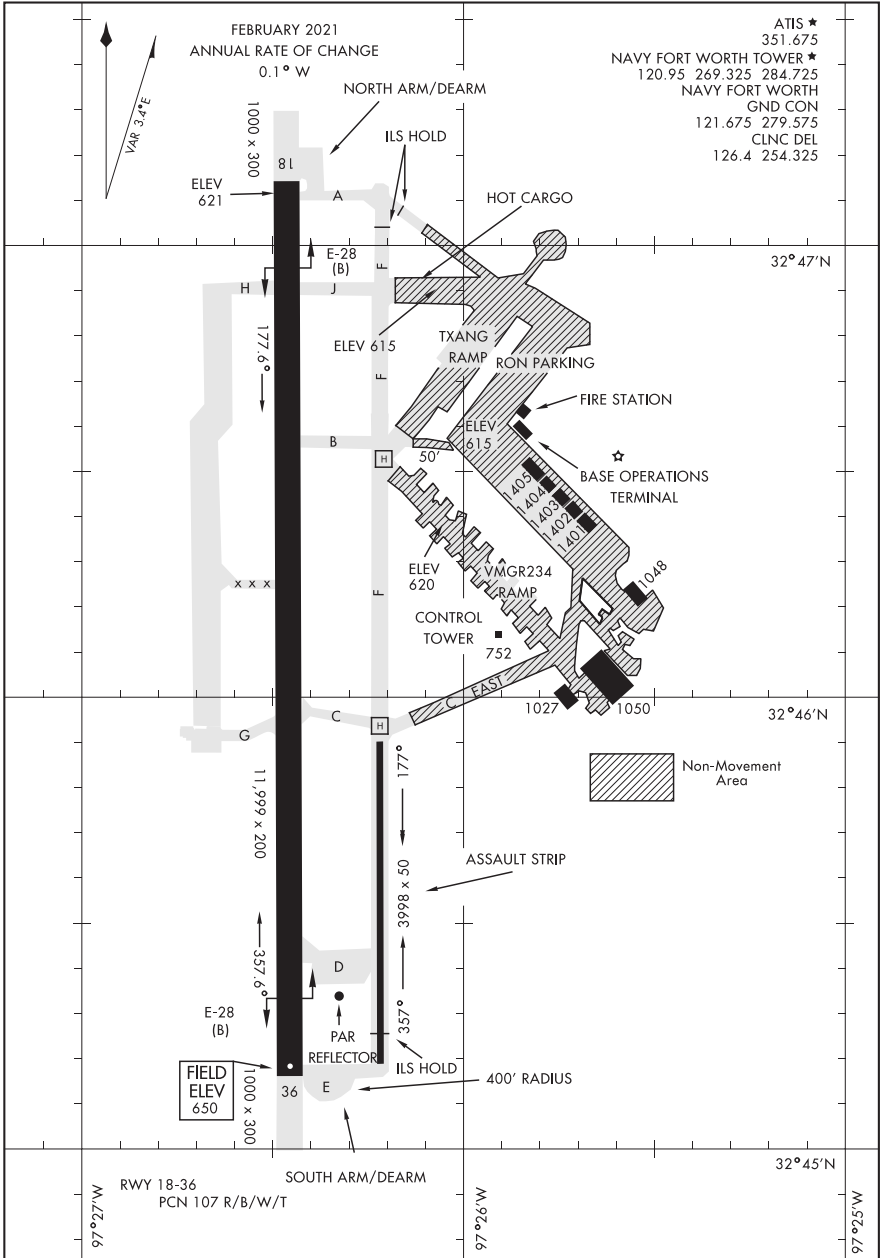 FEBRUARY 2021
ANNUAL RATE OF CHANGE
0.1° W
VAR 3.4°E
ATIS ★
351.675
NAVY FORT WORTH TOWER ★
120.95 269.325 284.725
NAVY FORT WORTH
GND CON
121.675 279.575
CLNC DEL
126.4 254.325
NORTH ARM/DEARM
1000 x 300
ILS HOLD
18
ELEV
621
A
HOT CARGO
E-28
(B)
F
32°47'N
H
J
177.6°
ELEV 615
TXANG
RAMP
RON PARKING
F
FIRE STATION
B
50'
ELEV
615
H
BASE OPERATIONS
TERMINAL
1405
1404
1403
1402
1401
ELEV
620
VMGR234
RAMP
1048
x x x
F
CONTROL
TOWER
752
C EAST
1027
1050
32°46'N
C
G
H
177°
Non-Movement
Area
11,999 x 200
ASSAULT STRIP
3998 x 50
357.6°
D
357°
E-28
(B)
PAR
REFLECTOR
ILS HOLD
FIELD
ELEV
650
1000 x 300
36
E
400' RADIUS
SOUTH ARM/DEARM
32°45'N
RWY 18-36
PCN 107 R/B/W/T
97°27'W
97°26'W
97°25'W